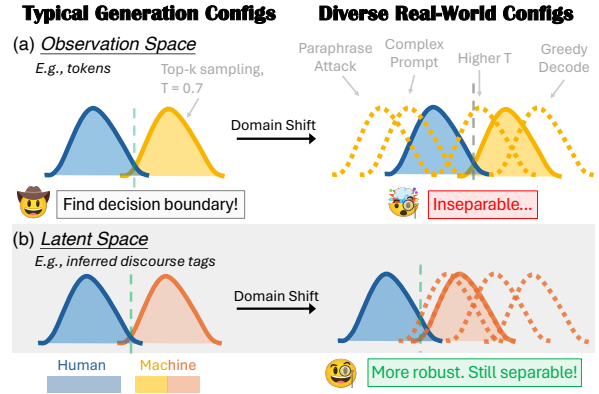 Typical Generation Configs
Diverse Real-World Configs
(a) Observation Space
E.g., tokens
Top-k sampling,
T = 0.7
Domain Shift
Paraphrase
Attack
Complex
Prompt
Higher T
Greedy
Decode
Find decision boundary!
Inseparable...
(b) Latent Space
E.g., inferred discourse tags
Domain Shift
Human
Machine
More robust. Still separable!